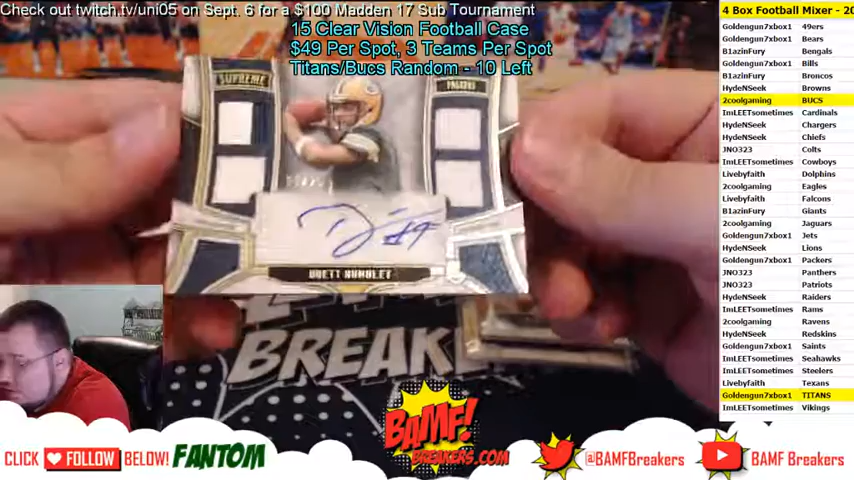 Check out twitch.tv/uni05 on Sept. 6 for a $100 Madden 17 Sub Tournament
15 Clear Vision Football Case
$49 Per Spot, 3 Teams Per Spot
Titans/Bucs Random - 10 Left
SUPREME
BRETT HUNDLEY
BREAK
4 Box Football Mixer - 20
Goldengun7xbox1 49ers
Goldengun7xbox1 Bears
B1azinFury Bengals
Goldengun7xbox1 Bills
B1azinFury Broncos
HydeNSeek Browns
2coolgaming BUCS
ImLEETsometimes Cardinals
HydeNSeek Chargers
HydeNSeek Chiefs
JNO323 Colts
ImLEETsometimes Cowboys
Livebyfaith Dolphins
2coolgaming Eagles
Livebyfaith Falcons
B1azinFury Giants
2coolgaming Jaguars
Goldengun7xbox1 Jets
HydeNSeek Lions
Goldengun7xbox1 Packers
JNO323 Panthers
JNO323 Patriots
HydeNSeek Raiders
ImLEETsometimes Rams
2coolgaming Ravens
HydeNSeek Redskins
Goldengun7xbox1 Saints
ImLEETsometimes Seahawks
ImLEETsometimes Steelers
Livebyfaith Texans
Goldengun7xbox1 TITANS
ImLEETsometimes Vikings
CLICK FOLLOW BELOW! FANTOM
BAMF!
BREAKERS.COM
@BAMFBreakers
BAMF Breakers